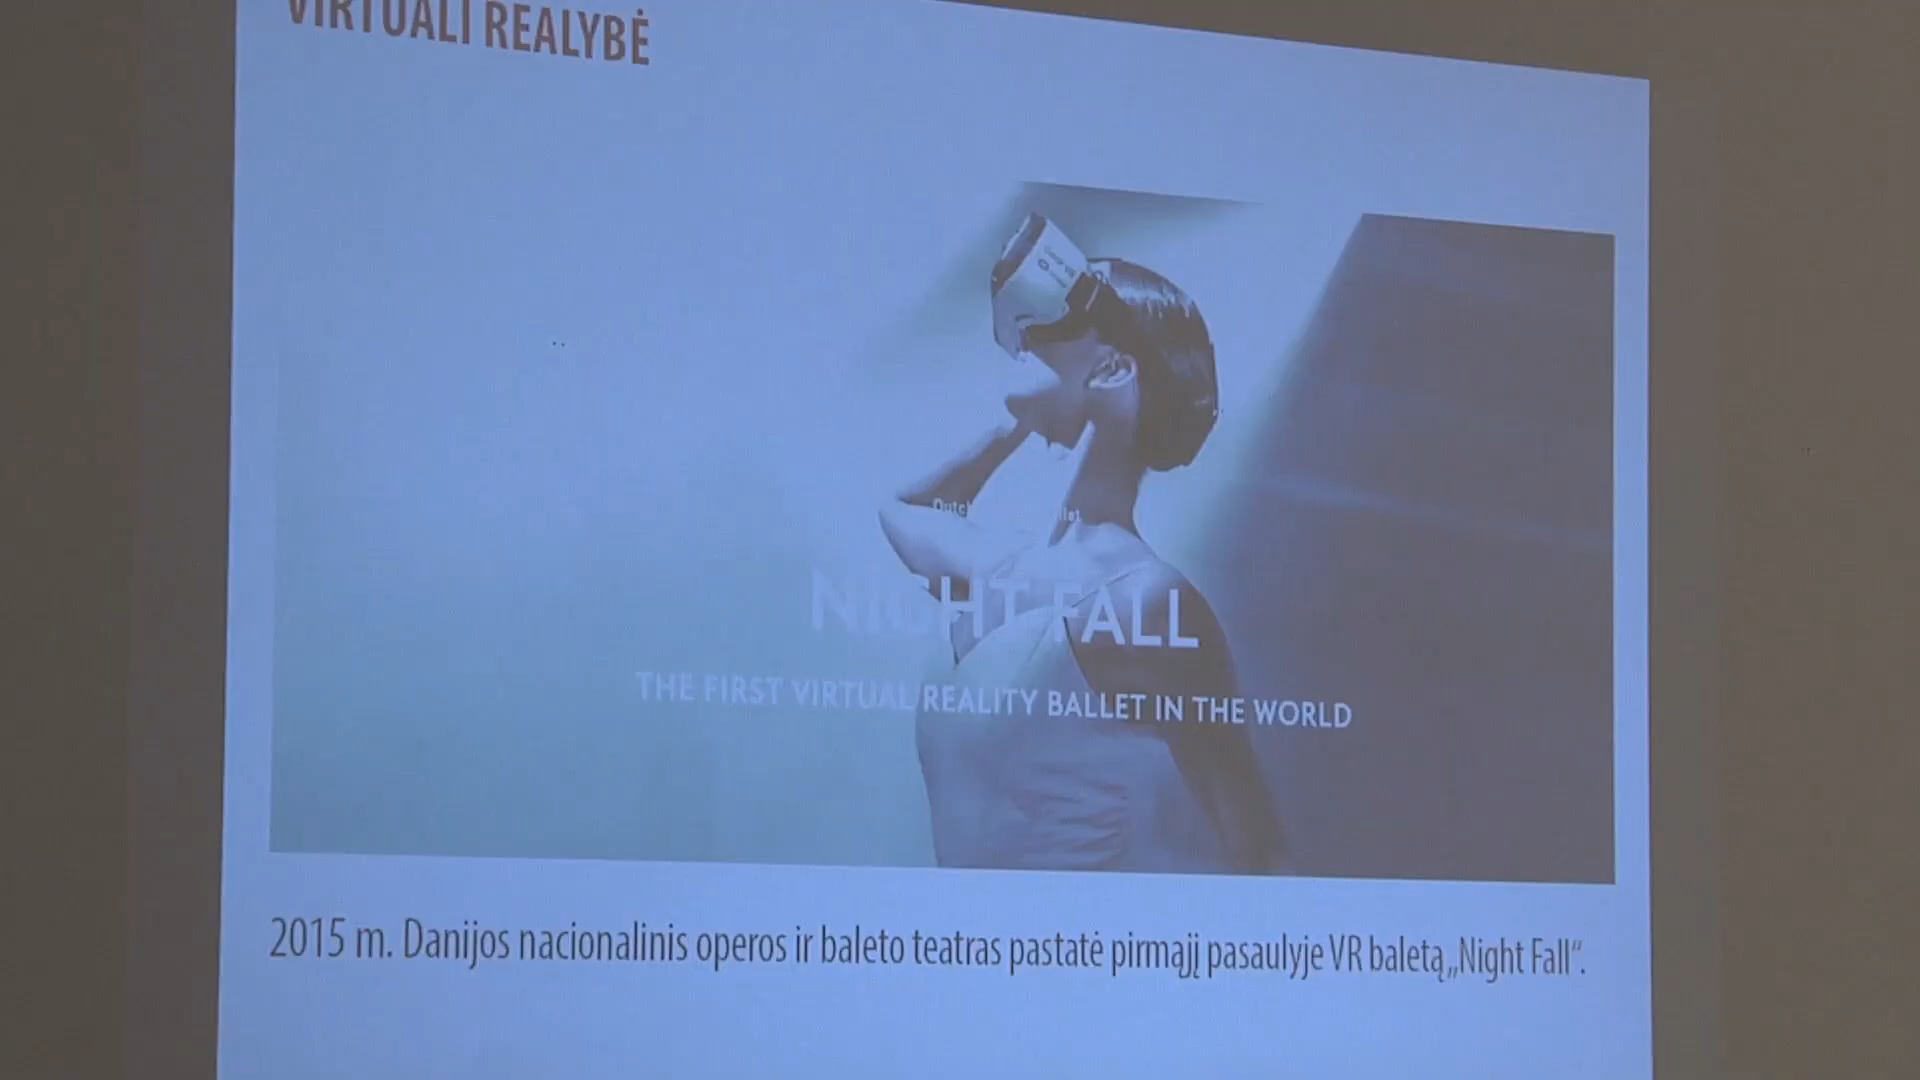 VIRTUALI REALYBĖ
NIGHT FALL
THE FIRST VIRTUAL REALITY BALLET IN THE WORLD
2015 m. Danijos nacionalinis operos ir baleto teatras pastatė pirmąjį pasaulyje VR baletą „Night Fall“.